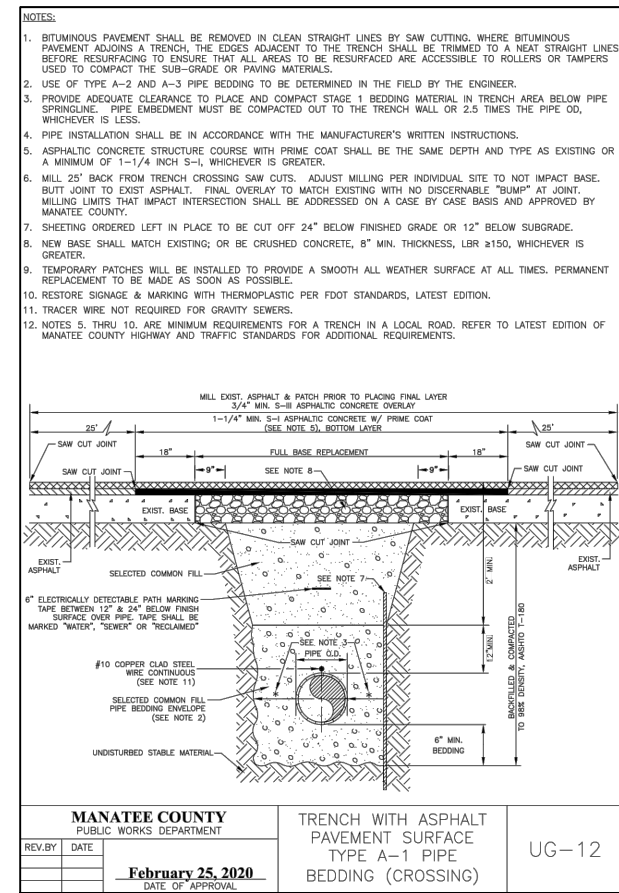 NOTES:
1. BITUMINOUS PAVEMENT SHALL BE REMOVED IN CLEAN STRAIGHT LINES BY SAW CUTTING. WHERE BITUMINOUS
PAVEMENT ADJOINS A TRENCH, THE EDGES ADJACENT TO THE TRENCH SHALL BE TRIMMED TO A NEAT STRAIGHT LINES
BEFORE RESURFACING TO ENSURE THAT ALL AREAS TO BE RESURFACED ARE ACCESSIBLE TO ROLLERS OR TAMPERS
USED TO COMPACT THE SUB-GRADE OR PAVING MATERIALS.
2. USE OF TYPE A-2 AND A-3 PIPE BEDDING TO BE DETERMINED IN THE FIELD BY THE ENGINEER.
3. PROVIDE ADEQUATE CLEARANCE TO PLACE AND COMPACT STAGE 1 BEDDING MATERIAL IN TRENCH AREA BELOW PIPE
SPRINGLINE. PIPE EMBEDMENT MUST BE COMPACTED OUT TO THE TRENCH WALL OR 2.5 TIMES THE PIPE OD,
WHICHEVER IS LESS.
4. PIPE INSTALLATION SHALL BE IN ACCORDANCE WITH THE MANUFACTURER'S WRITTEN INSTRUCTIONS.
5. ASPHALTIC CONCRETE STRUCTURE COURSE WITH PRIME COAT SHALL BE THE SAME DEPTH AND TYPE AS EXISTING OR
A MINIMUM OF 1-1/4 INCH S-I, WHICHEVER IS GREATER.
6. MILL 25' BACK FROM TRENCH CROSSING SAW CUTS. ADJUST MILLING PER INDIVIDUAL SITE TO NOT IMPACT BASE.
BUTT JOINT TO EXIST ASPHALT. FINAL OVERLAY TO MATCH EXISTING WITH NO DISCERNABLE "BUMP" AT JOINT.
MILLING LIMITS THAT IMPACT INTERSECTION SHALL BE ADDRESSED ON A CASE BY CASE BASIS AND APPROVED BY
MANATEE COUNTY.
7. SHEETING ORDERED LEFT IN PLACE TO BE CUT OFF 24" BELOW FINISHED GRADE OR 12" BELOW SUBGRADE.
8. NEW BASE SHALL MATCH EXISTING; OR BE CRUSHED CONCRETE, 8" MIN. THICKNESS, LBR ≥150, WHICHEVER IS
GREATER.
9. TEMPORARY PATCHES WILL BE INSTALLED TO PROVIDE A SMOOTH ALL WEATHER SURFACE AT ALL TIMES. PERMANENT
REPLACEMENT TO BE MADE AS SOON AS POSSIBLE.
10. RESTORE SIGNAGE & MARKING WITH THERMOPLASTIC PER FDOT STANDARDS, LATEST EDITION.
11. TRACER WIRE NOT REQUIRED FOR GRAVITY SEWERS.
12. NOTES 5. THRU 10. ARE MINIMUM REQUIREMENTS FOR A TRENCH IN A LOCAL ROAD. REFER TO LATEST EDITION OF
MANATEE COUNTY HIGHWAY AND TRAFFIC STANDARDS FOR ADDITIONAL REQUIREMENTS.
MILL EXIST. ASPHALT & PATCH PRIOR TO PLACING FINAL LAYER
3/4" MIN. S-III ASPHALTIC CONCRETE OVERLAY
1-1/4" MIN. S-I ASPHALTIC CONCRETE W/ PRIME COAT
(SEE NOTE 5), BOTTOM LAYER
25'
25'
SAW CUT JOINT
SAW CUT JOINT
18"
FULL BASE REPLACEMENT
18"
SAW CUT JOINT
9"
SEE NOTE 8
9"
SAW CUT JOINT
EXIST. BASE
EXIST. BASE
SAW CUT JOINT
EXIST.
ASPHALT
EXIST.
ASPHALT
SELECTED COMMON FILL
SEE NOTE 7
2' MIN.
6" ELECTRICALLY DETECTABLE PATH MARKING
TAPE BETWEEN 12" & 24" BELOW FINISH
SURFACE OVER PIPE. TAPE SHALL BE
MARKED "WATER", "SEWER" OR "RECLAIMED"
SEE NOTE 3
PIPE O.D.
12"MIN.
#10 COPPER CLAD STEEL
WIRE CONTINUOUS
(SEE NOTE 11)
* *
SELECTED COMMON FILL
PIPE BEDDING ENVELOPE
(SEE NOTE 2)
BACKFILLED & COMPACTED
TO 98% DENSITY, AASHTO T-180
6" MIN.
BEDDING
UNDISTURBED STABLE MATERIAL
MANATEE COUNTY
PUBLIC WORKS DEPARTMENT
REV.BY DATE
February 25, 2020
DATE OF APPROVAL
TRENCH WITH ASPHALT
PAVEMENT SURFACE
TYPE A-1 PIPE
BEDDING (CROSSING)
UG-12